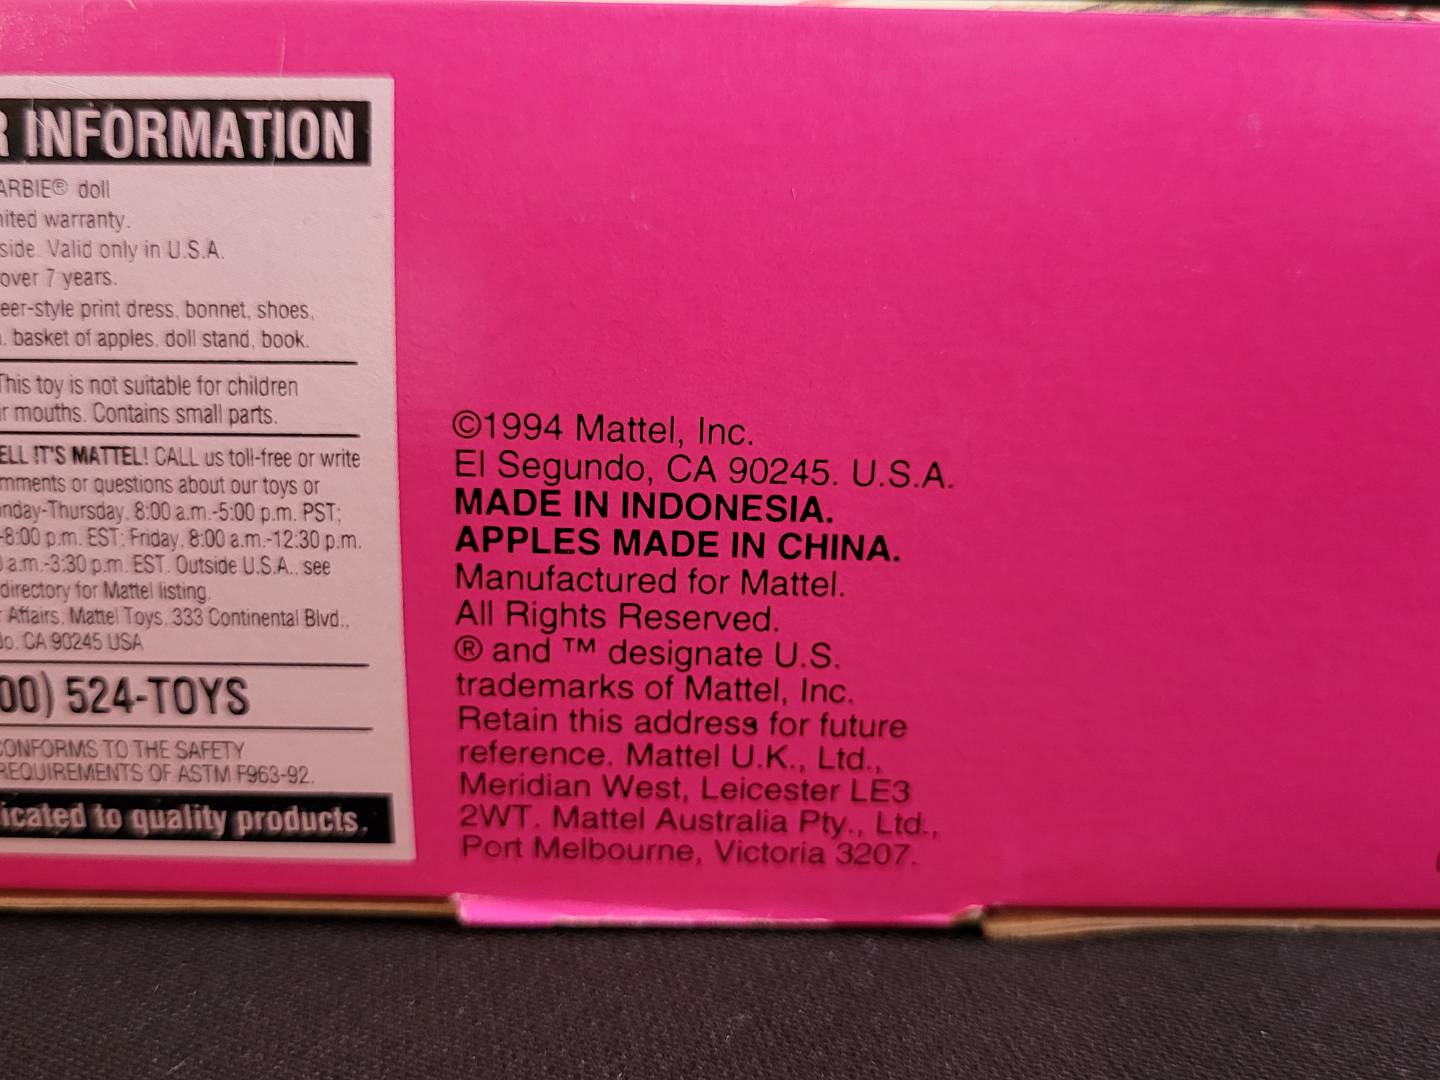 R INFORMATION
ARBIE® doll
ited warranty.
side. Valid only in U.S.A.
over 7 years.
eer-style print dress, bonnet, shoes,
. basket of apples, doll stand, book.
This toy is not suitable for children
r mouths. Contains small parts.
ELL IT'S MATTEL! CALL us toll-free or write
mments or questions about our toys or
nday-Thursday, 8:00 a.m.-5:00 p.m. PST;
-8:00 p.m. EST; Friday, 8:00 a.m.-12:30 p.m.
a.m.-3:30 p.m. EST. Outside U.S.A., see
directory for Mattel listing.
r Affairs, Mattel Toys, 333 Continental Blvd.,
do, CA 90245 USA
00) 524-TOYS
CONFORMS TO THE SAFETY
REQUIREMENTS OF ASTM F963-92.
icated to quality products.
©1994 Mattel, Inc.
El Segundo, CA 90245. U.S.A.
MADE IN INDONESIA.
APPLES MADE IN CHINA.
Manufactured for Mattel.
All Rights Reserved.
® and ™ designate U.S.
trademarks of Mattel, Inc.
Retain this address for future
reference. Mattel U.K., Ltd.,
Meridian West, Leicester LE3
2WT. Mattel Australia Pty., Ltd.,
Port Melbourne, Victoria 3207.